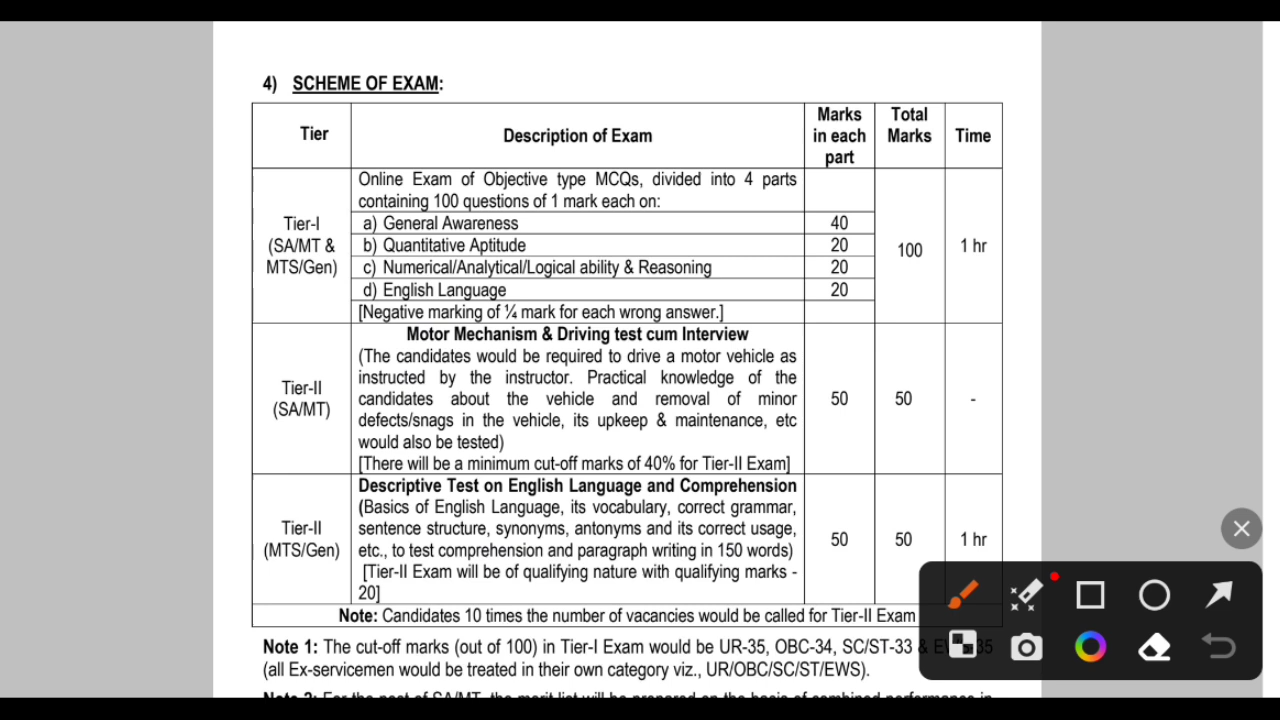 4) SCHEME OF EXAM:
Tier
Description of Exam
Marks in each part
Total Marks
Time
Tier-I
(SA/MT &
MTS/Gen)
Online Exam of Objective type MCQs, divided into 4 parts
containing 100 questions of 1 mark each on:
a) General Awareness 40
b) Quantitative Aptitude 20
c) Numerical/Analytical/Logical ability & Reasoning 20
d) English Language 20
[Negative marking of ¼ mark for each wrong answer.]
100
1 hr
Tier-II
(SA/MT)
Motor Mechanism & Driving test cum Interview
(The candidates would be required to drive a motor vehicle as
instructed by the instructor. Practical knowledge of the
candidates about the vehicle and removal of minor
defects/snags in the vehicle, its upkeep & maintenance, etc
would also be tested)
[There will be a minimum cut-off marks of 40% for Tier-II Exam]
50
50
-
Tier-II
(MTS/Gen)
Descriptive Test on English Language and Comprehension
(Basics of English Language, its vocabulary, correct grammar,
sentence structure, synonyms, antonyms and its correct usage,
etc., to test comprehension and paragraph writing in 150 words)
[Tier-II Exam will be of qualifying nature with qualifying marks -
20]
50
50
1 hr
Note: Candidates 10 times the number of vacancies would be called for Tier-II Exam
Note 1: The cut-off marks (out of 100) in Tier-I Exam would be UR-35, OBC-34, SC/ST-33 &
(all Ex-servicemen would be treated in their own category viz., UR/OBC/SC/ST/EWS).